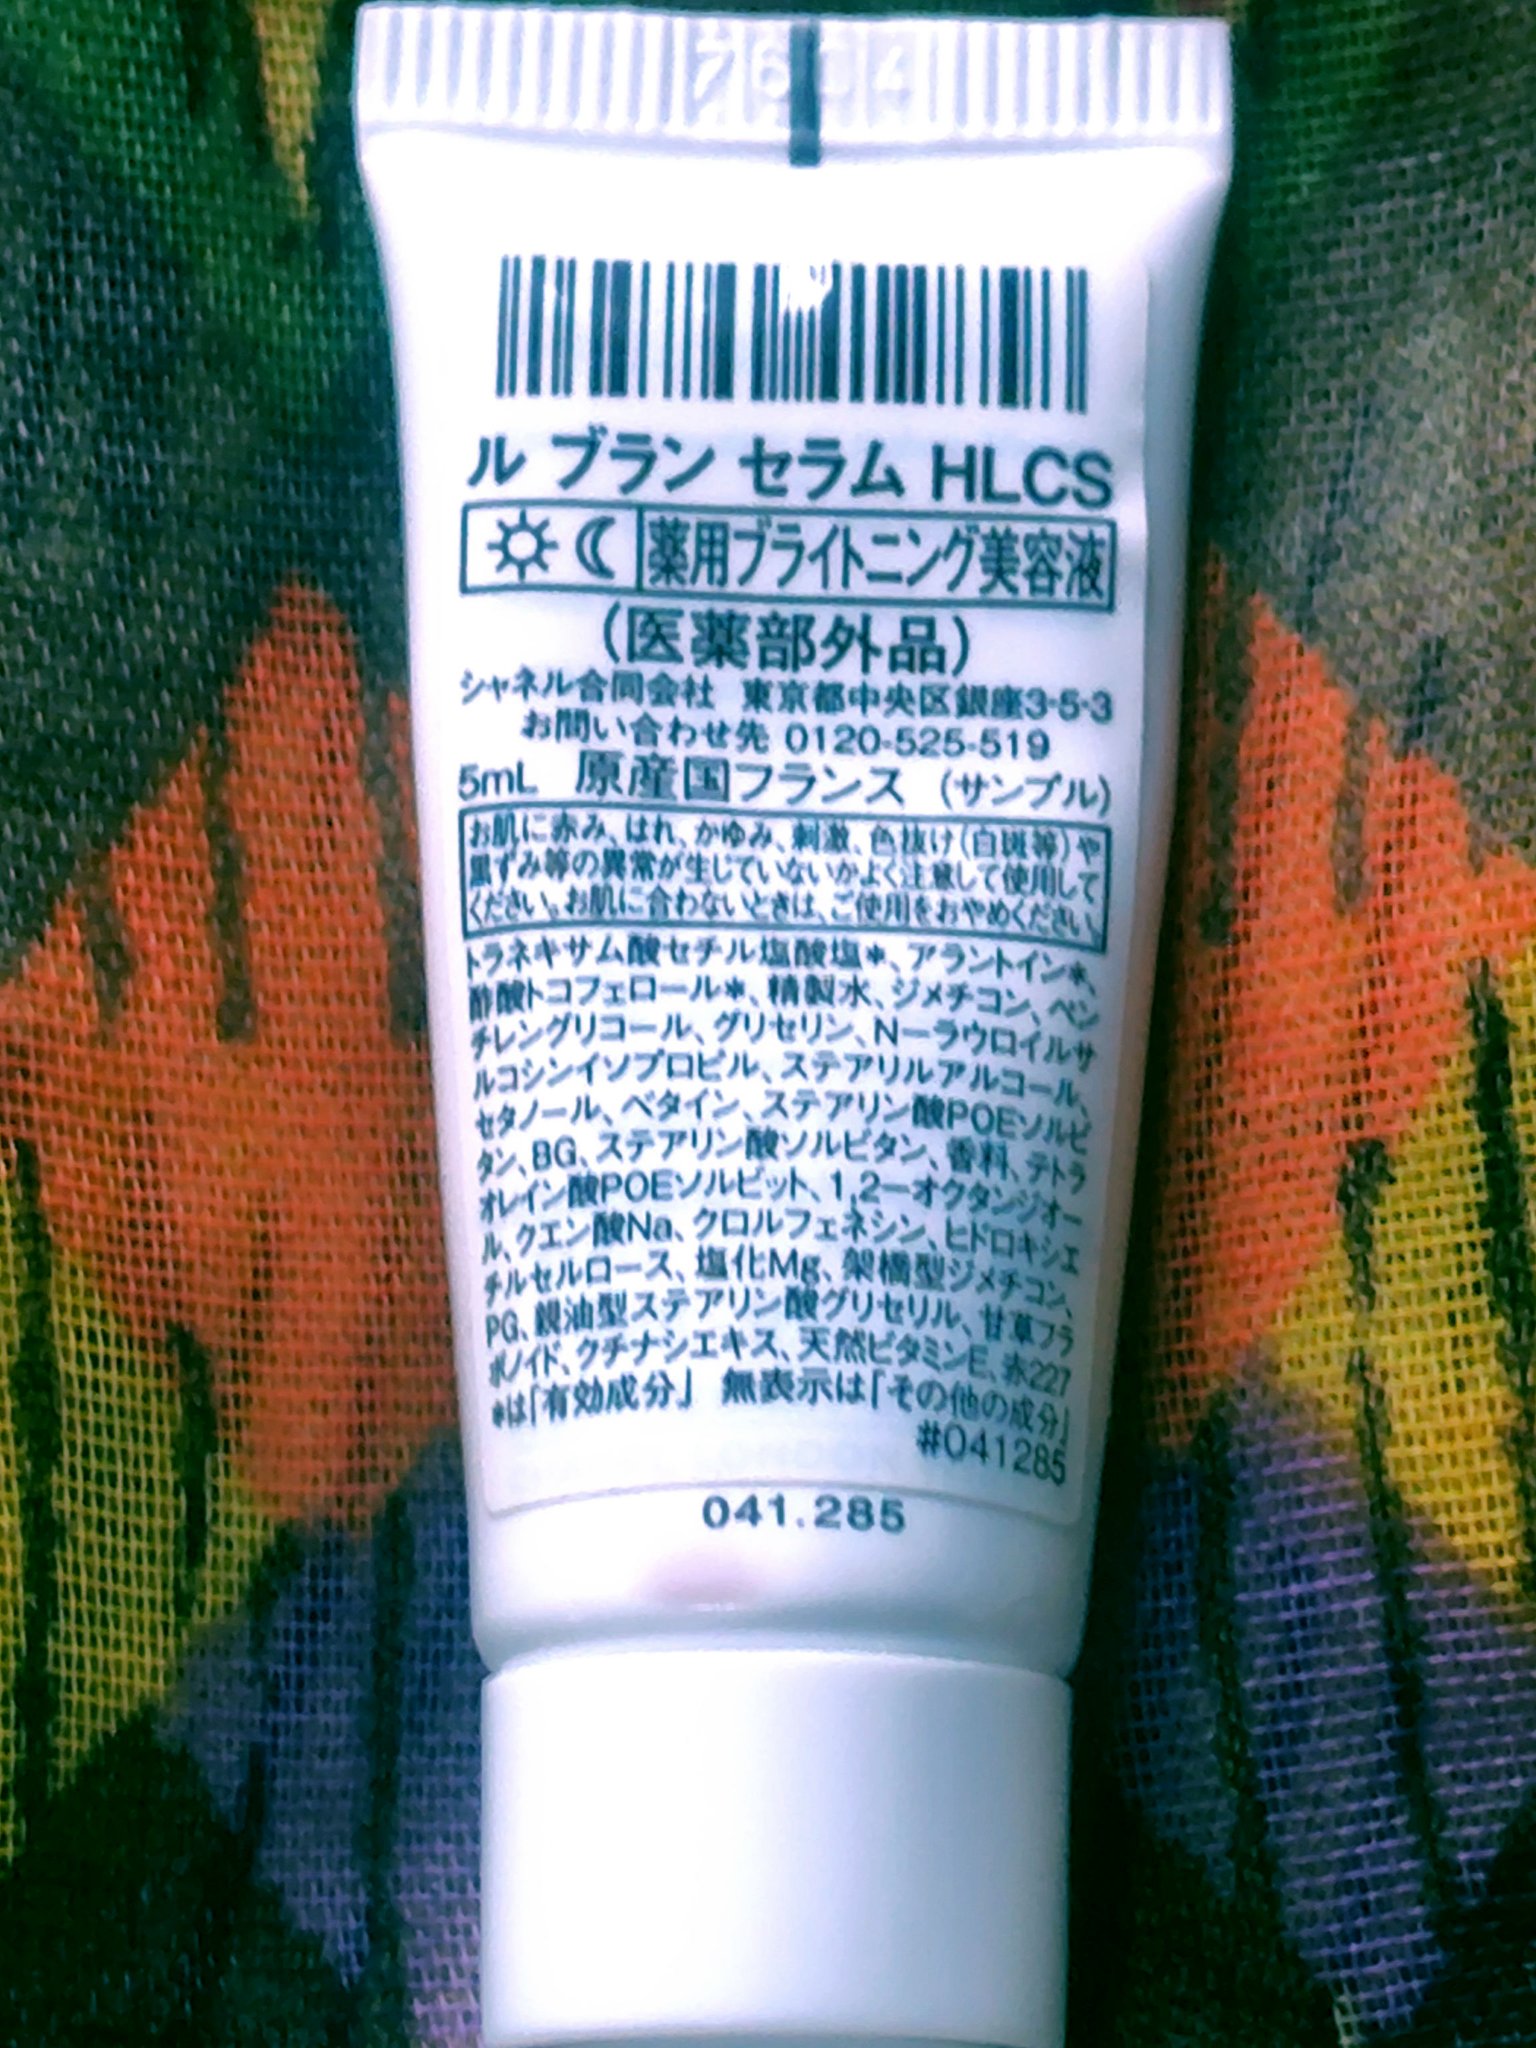 ル ブラン セラム HLCS
薬用ブライトニング美容液
(医薬部外品)
シャネル合同会社 東京都中央区銀座3-5-3
お問い合わせ先 0120-525-519
5mL 原産国フランス (サンプル)
お肌に赤み、はれ、かゆみ、刺激、色抜け(白斑等)や
黒ずみ等の異常が生じていないかよく注意して使用して
ください。お肌に合わないときは、ご使用をおやめください。
トラネキサム酸セチル塩酸塩*、アラントイン*、
酢酸トコフェロール*、精製水、ジメチコン、ペン
チレングリコール、グリセリン、N−ラウロイルサ
ルコシンイソプロピル、ステアリルアルコール、
セタノール、ベタイン、ステアリン酸POEソルビ
タン、BG、ステアリン酸ソルビタン、香料、テトラ
オレイン酸POEソルビット、1,2−オクタンジオー
ル、クエン酸Na、クロルフェネシン、ヒドロキシエ
チルセルロース、塩化Mg、架橋型ジメチコン、
PG、親油型ステアリン酸グリセリル、甘草フラ
ボノイド、クチナシエキス、天然ビタミンE、赤227
*は「有効成分」 無表示は「その他の成分」
#041285
041.285